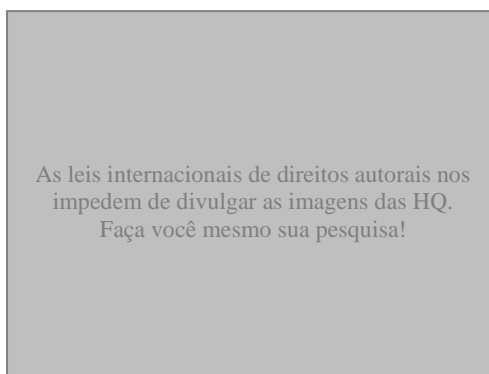 As leis internacionais de direitos autorais nos
impedem de divulgar as imagens das HQ.
Faça você mesmo sua pesquisa!